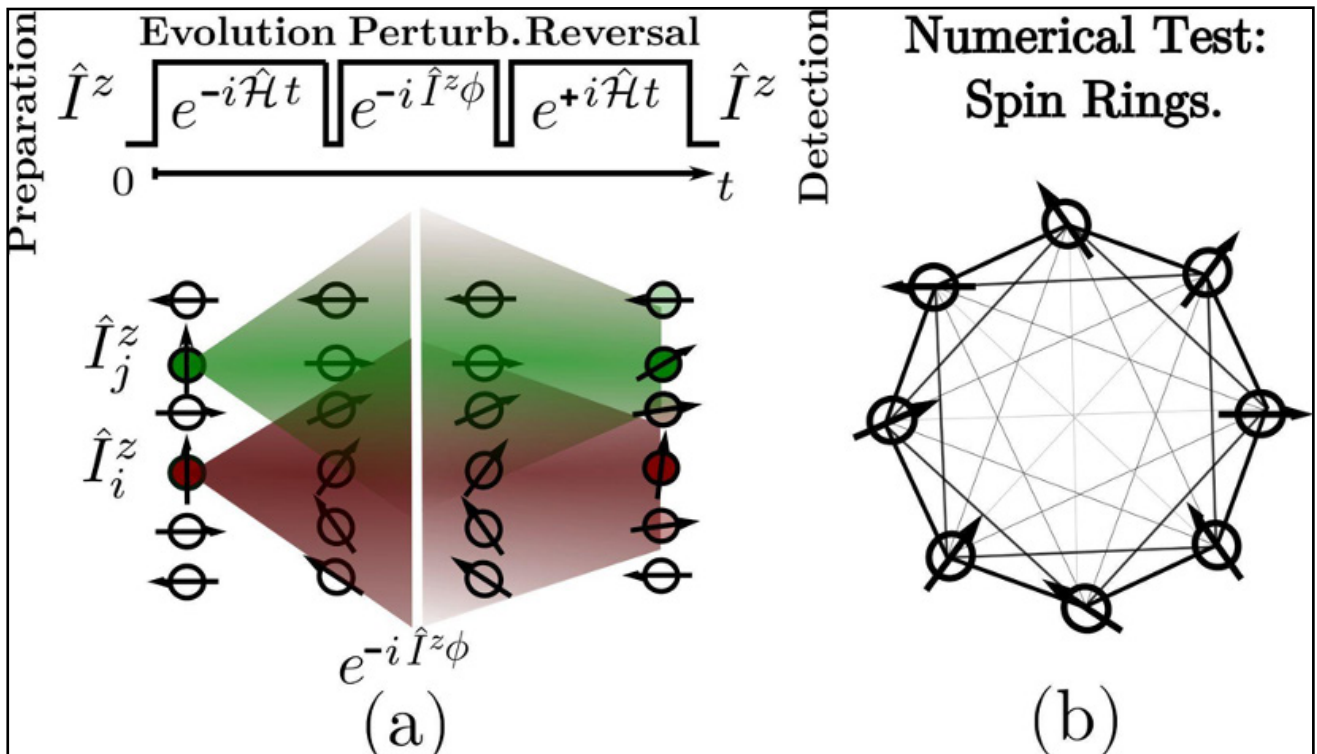 Preparation
Evolution Perturb. Reversal
Î^z e^{-iĤt} e^{-iÎ^zϕ} e^{+iĤt} Î^z
0 t
Î_j^z
Î_i^z
e^{-iÎ^zϕ}
(a)
Detection
Numerical Test:
Spin Rings.
(b)